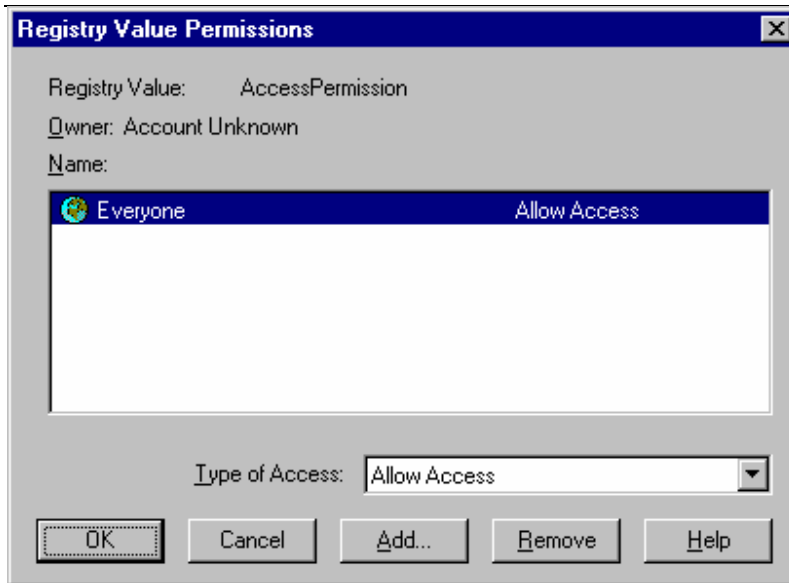 Registry Value Permissions
Registry Value: AccessPermission
Owner: Account Unknown
Name:
Everyone Allow Access
Type of Access: Allow Access
OK Cancel Add... Remove Help